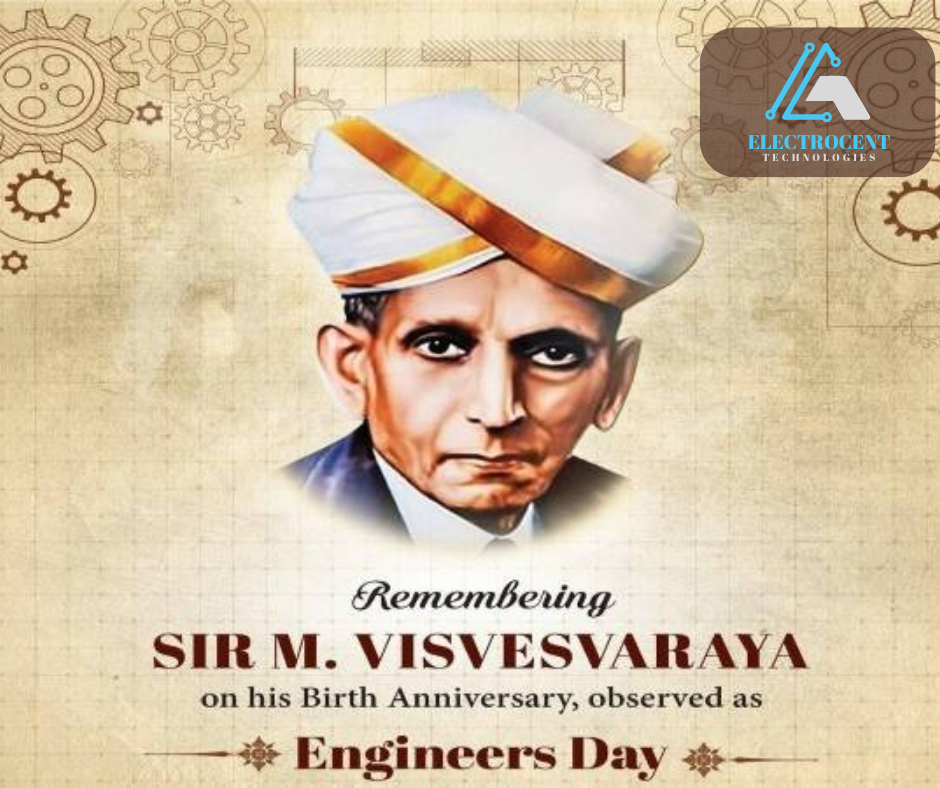 ELECTROCENT
TECHNOLOGIES
Remembering
SIR M. VISVESVARAYA
on his Birth Anniversary, observed as
Engineers Day